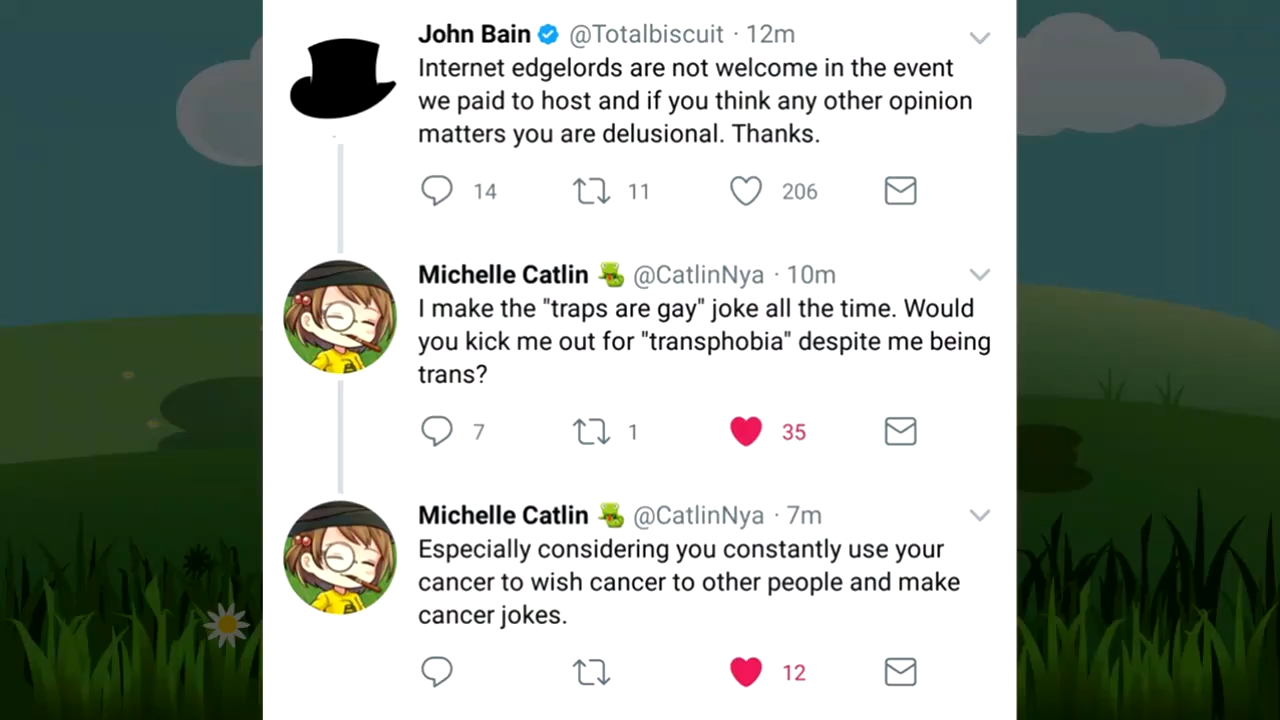 John Bain @Totalbiscuit · 12m
Internet edgelords are not welcome in the event
we paid to host and if you think any other opinion
matters you are delusional. Thanks.
14 11 206
Michelle Catlin @CatlinNya · 10m
I make the "traps are gay" joke all the time. Would
you kick me out for "transphobia" despite me being
trans?
7 1 35
Michelle Catlin @CatlinNya · 7m
Especially considering you constantly use your
cancer to wish cancer to other people and make
cancer jokes.
12